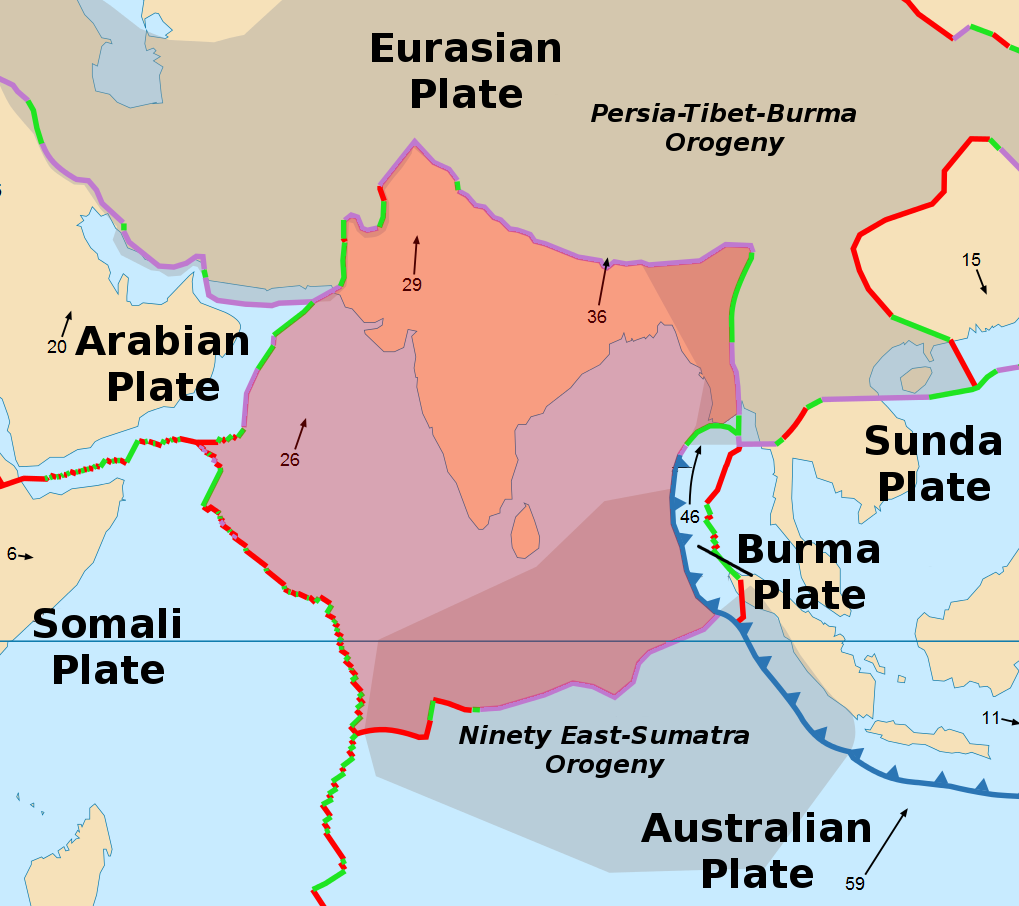 Eurasian
Plate
Persia-Tibet-Burma
Orogeny
15
29
36
20
Arabian
Plate
26
Sunda
Plate
46
6
Burma
Plate
Somali
Plate
11
Ninety East-Sumatra
Orogeny
Australian
Plate
59